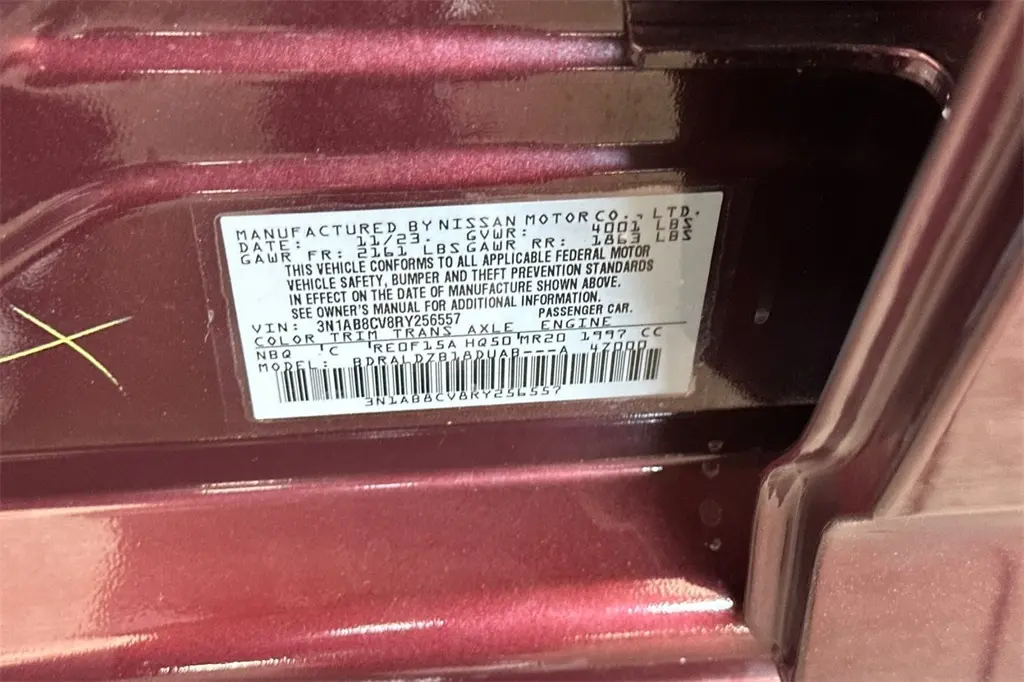 MANUFACTURED BY NISSAN MOTOR CO., LTD.
DATE: 11/23. GVWR: 4001 LBS
GAWR FR: 2161 LBS GAWR RR: 1863 LBS
THIS VEHICLE CONFORMS TO ALL APPLICABLE FEDERAL MOTOR
VEHICLE SAFETY, BUMPER AND THEFT PREVENTION STANDARDS
IN EFFECT ON THE DATE OF MANUFACTURE SHOWN ABOVE.
SEE OWNER'S MANUAL FOR ADDITIONAL INFORMATION.
VIN: 3N1AB8CV8RY256557 PASSENGER CAR.
COLOR TRIM TRANS AXLE ENGINE
NBQ C RE0F15A HQ50 MR20 1997 CC
MODEL: BDRALDZB18DUAB---A 47000
3N1AB8CV8RY256557